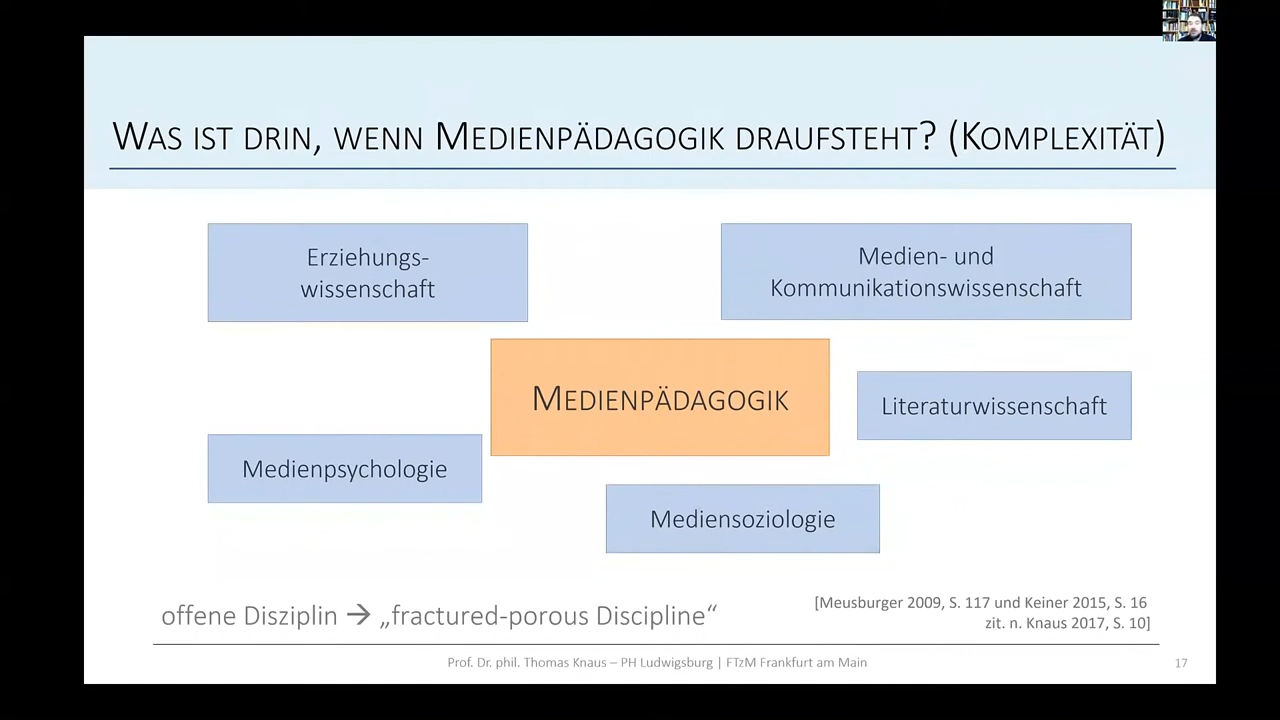 Was ist drin, wenn Medienpädagogik draufsteht? (Komplexität)
Erziehungs-
wissenschaft
Medien- und
Kommunikationswissenschaft
Medienpädagogik
Literaturwissenschaft
Medienpsychologie
Mediensoziologie
offene Disziplin → „fractured-porous Discipline“
[Meusburger 2009, S. 117 und Keiner 2015, S. 16
zit. n. Knaus 2017, S. 10]
Prof. Dr. phil. Thomas Knaus – PH Ludwigsburg | FTzM Frankfurt am Main
17